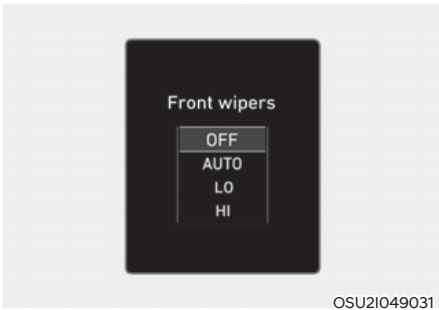 Front wipers
OFF
AUTO
LO
HI
OSU2I049031